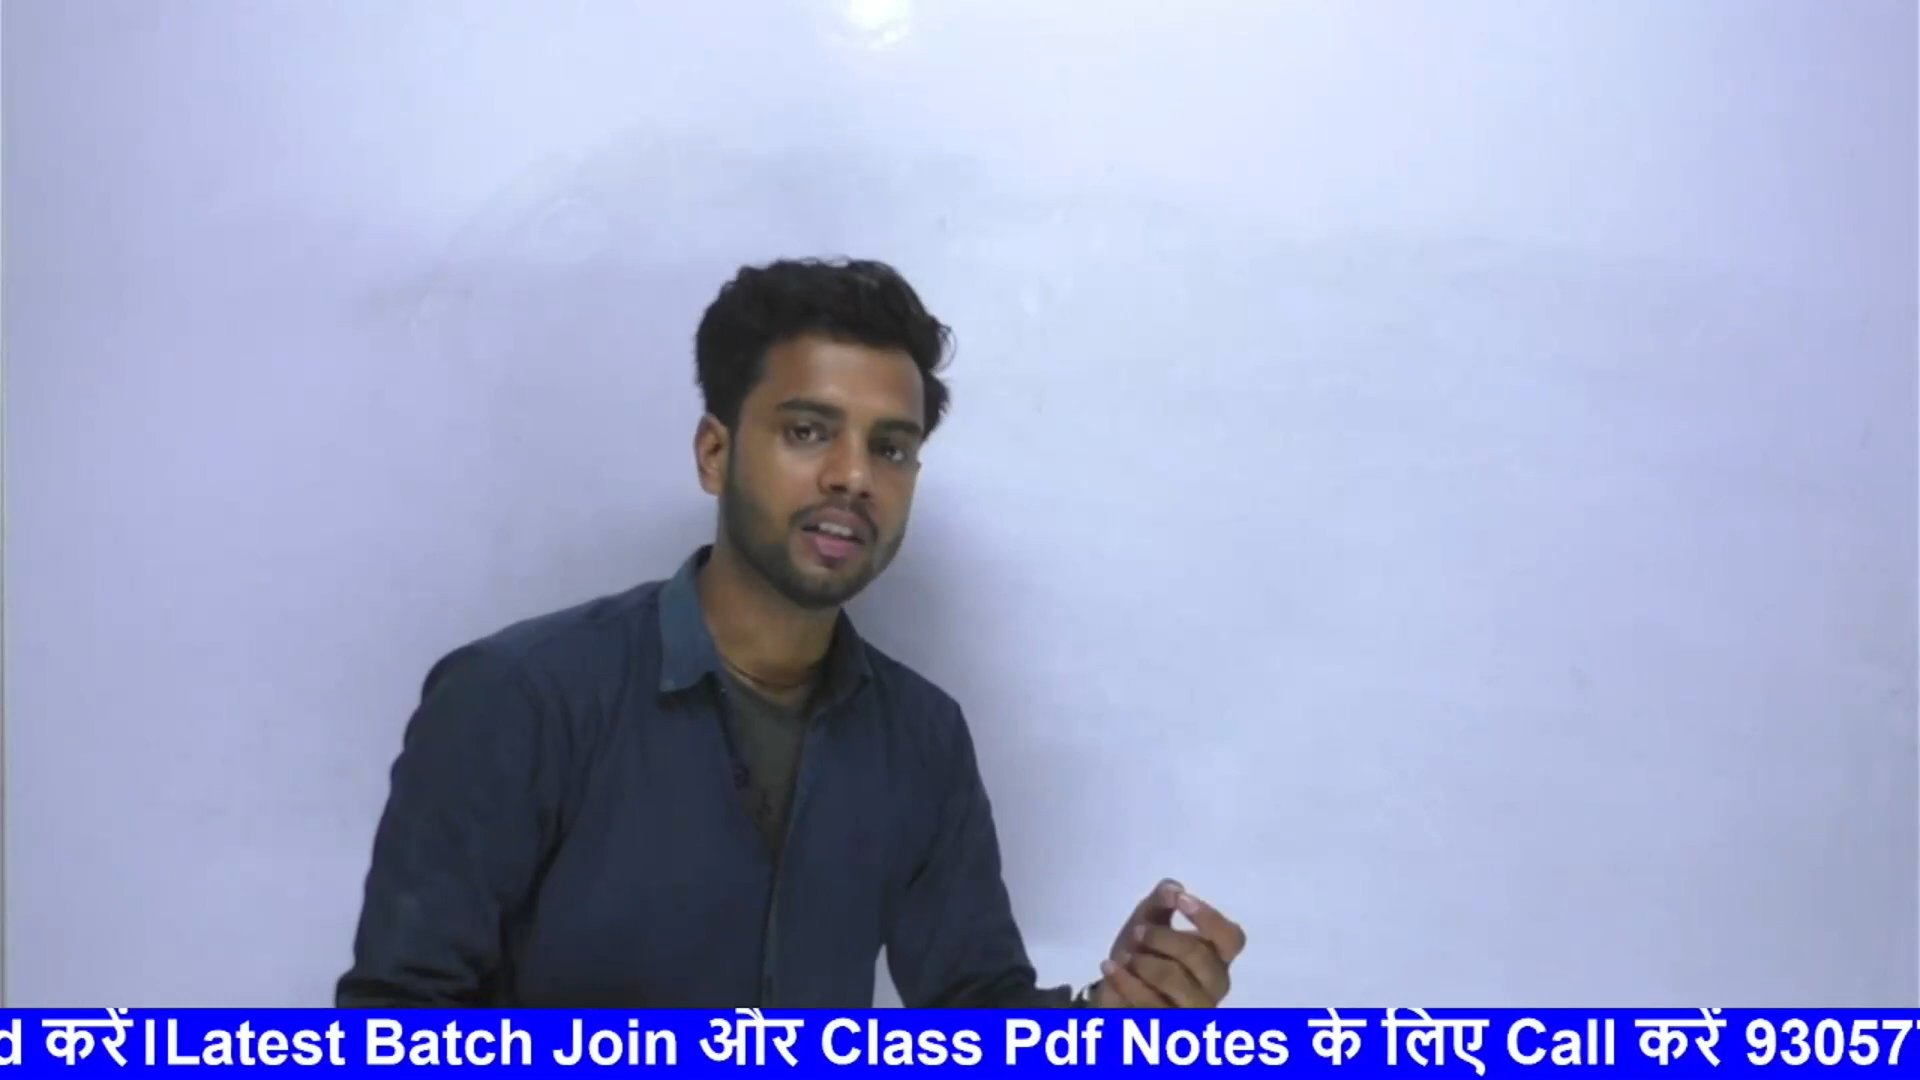 d करें।Latest Batch Join और Class Pdf Notes के लिए Call करें 93057